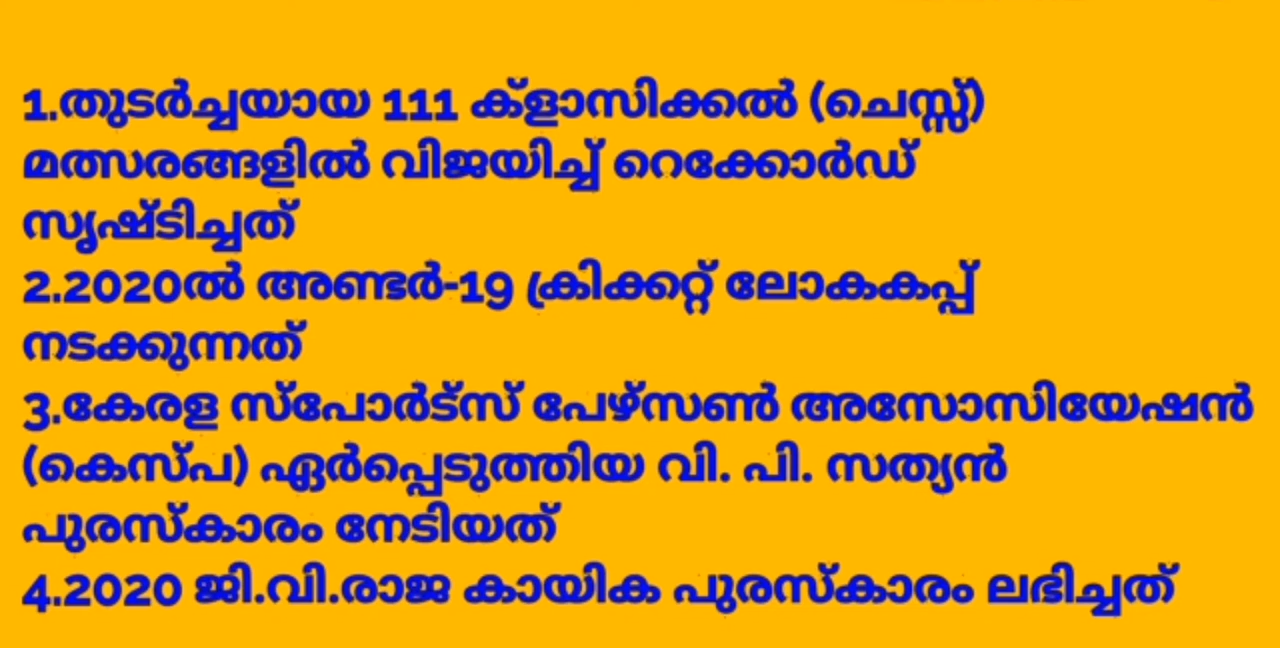 1.തുടർച്ചയായ 111 ക്ളാസിക്കൽ (ചെസ്സ്)
മത്സരങ്ങളിൽ വിജയിച്ച് റെക്കോർഡ്
സൃഷ്ടിച്ചത്
2.2020ൽ അണ്ടർ-19 ക്രിക്കറ്റ് ലോകകപ്പ്
നടക്കുന്നത്
3.കേരള സ്പോർട്സ് പേഴ്സൺ അസോസിയേഷൻ
(കെസ്പ) ഏർപ്പെടുത്തിയ വി. പി. സത്യൻ
പുരസ്കാരം നേടിയത്
4.2020 ജി.വി.രാജ കായിക പുരസ്കാരം ലഭിച്ചത്